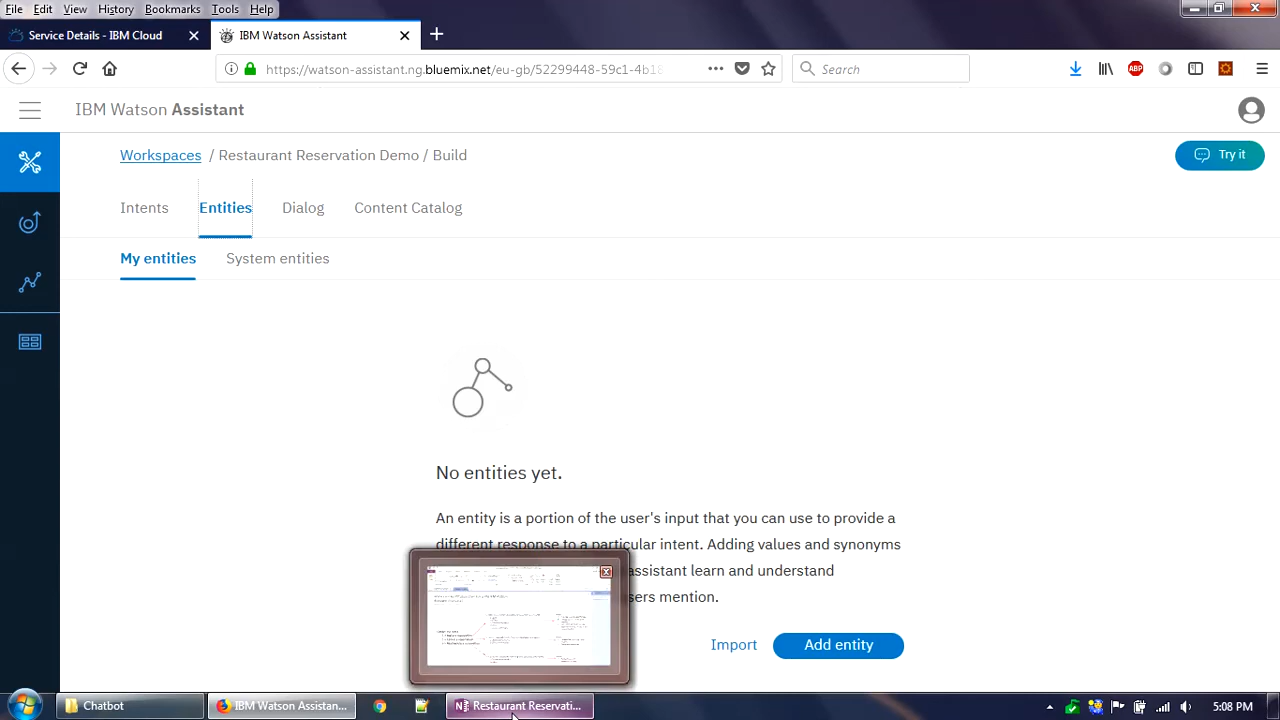 File Edit View History Bookmarks Tools Help
Service Details - IBM Cloud
IBM Watson Assistant
https://watson-assistant.ng.bluemix.net/eu-gb/52299448-59c1-4b18
Search
ABP
IBM Watson Assistant
Workspaces / Restaurant Reservation Demo / Build
Try it
Intents
Entities
Dialog
Content Catalog
My entities
System entities
No entities yet.
An entity is a portion of the user's input that you can use to provide a
different response to a particular intent. Adding values and synonyms
assistant learn and understand
sers mention.
Import
Add entity
Chatbot
IBM Watson Assistan...
Restaurant Reservati...
5:08 PM